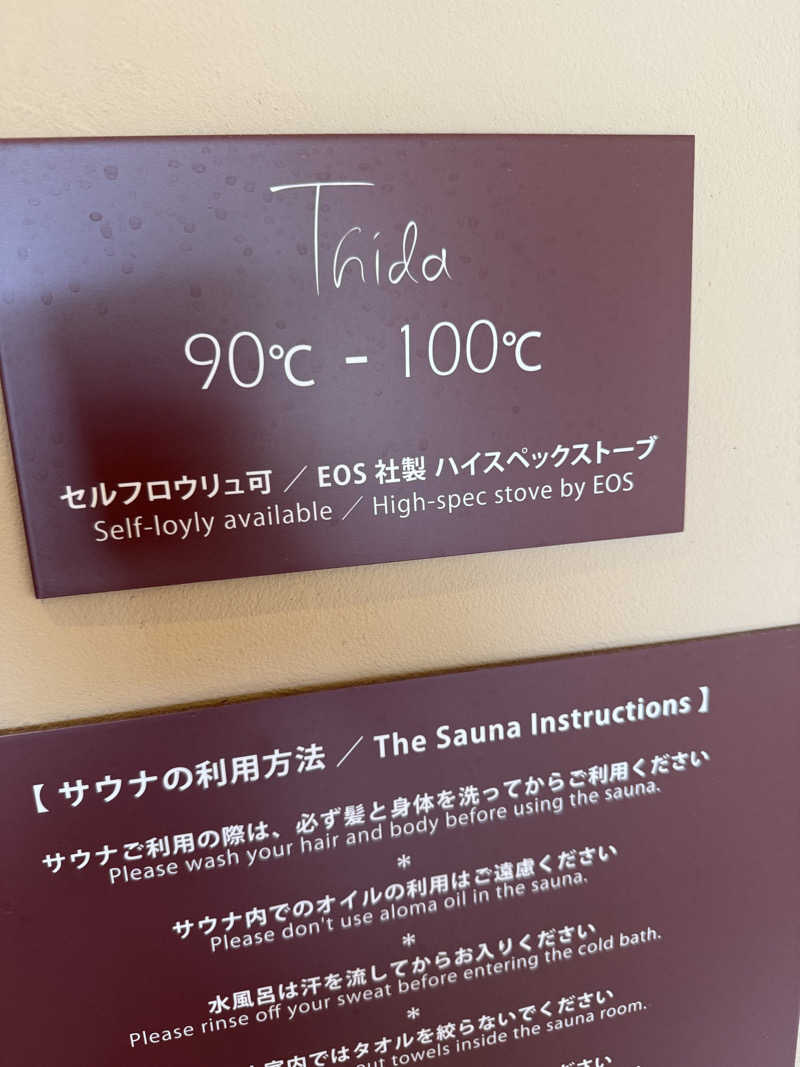 Thida
90℃ - 100℃
セルフロウリュ可 ／ EOS 社製 ハイスペックストーブ
Self-loyly available ／ High-spec stove by EOS
【 サウナの利用方法 ／ The Sauna Instructions 】
サウナご利用の際は、必ず髪と身体を洗ってからご利用ください
Please wash your hair and body before using the sauna.
*
サウナ内でのオイルの利用はご遠慮ください
Please don't use aloma oil in the sauna.
*
水風呂は汗を流してからお入りください
Please rinse off your sweat before entering the cold bath.
*
室内ではタオルを絞らないでください
out towels inside the sauna room.
ださい